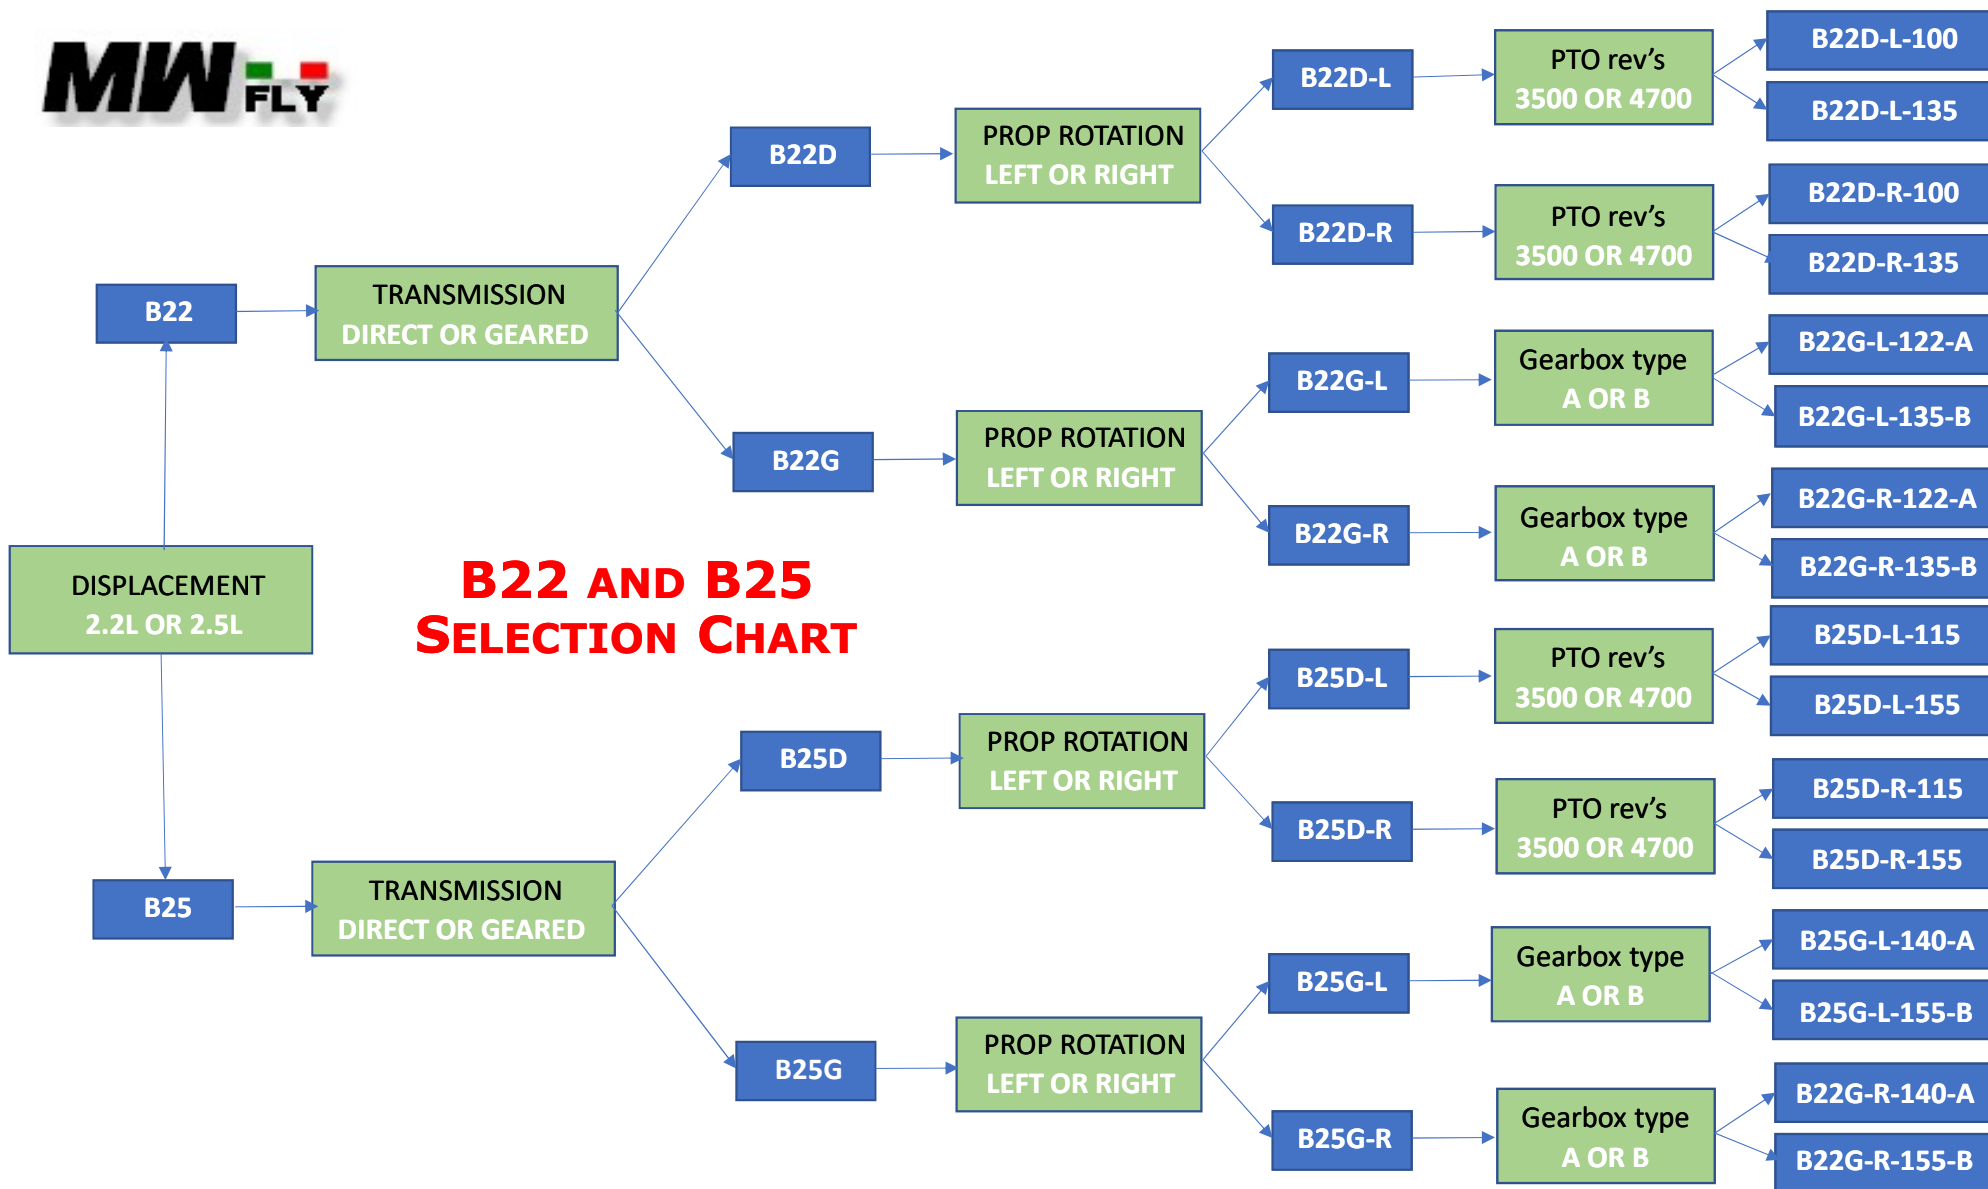 MW FLY
B22D-L-100
B22D-L
PTO rev's
3500 OR 4700
B22D-L-135
B22D
PROP ROTATION
LEFT OR RIGHT
B22D-R-100
B22D-R
PTO rev's
3500 OR 4700
B22D-R-135
B22
TRANSMISSION
DIRECT OR GEARED
B22G-L-122-A
B22G-L
Gearbox type
A OR B
B22G-L-135-B
B22G
PROP ROTATION
LEFT OR RIGHT
B22G-R-122-A
B22G-R
Gearbox type
A OR B
B22G-R-135-B
DISPLACEMENT
2.2L OR 2.5L
B22 AND B25
SELECTION CHART
B25D-L-115
B25D-L
PTO rev's
3500 OR 4700
B25D-L-155
B25D
PROP ROTATION
LEFT OR RIGHT
B25D-R-115
B25D-R
PTO rev's
3500 OR 4700
B25D-R-155
B25
TRANSMISSION
DIRECT OR GEARED
B25G-L-140-A
B25G-L
Gearbox type
A OR B
B25G-L-155-B
B25G
PROP ROTATION
LEFT OR RIGHT
B22G-R-140-A
B25G-R
Gearbox type
A OR B
B22G-R-155-B